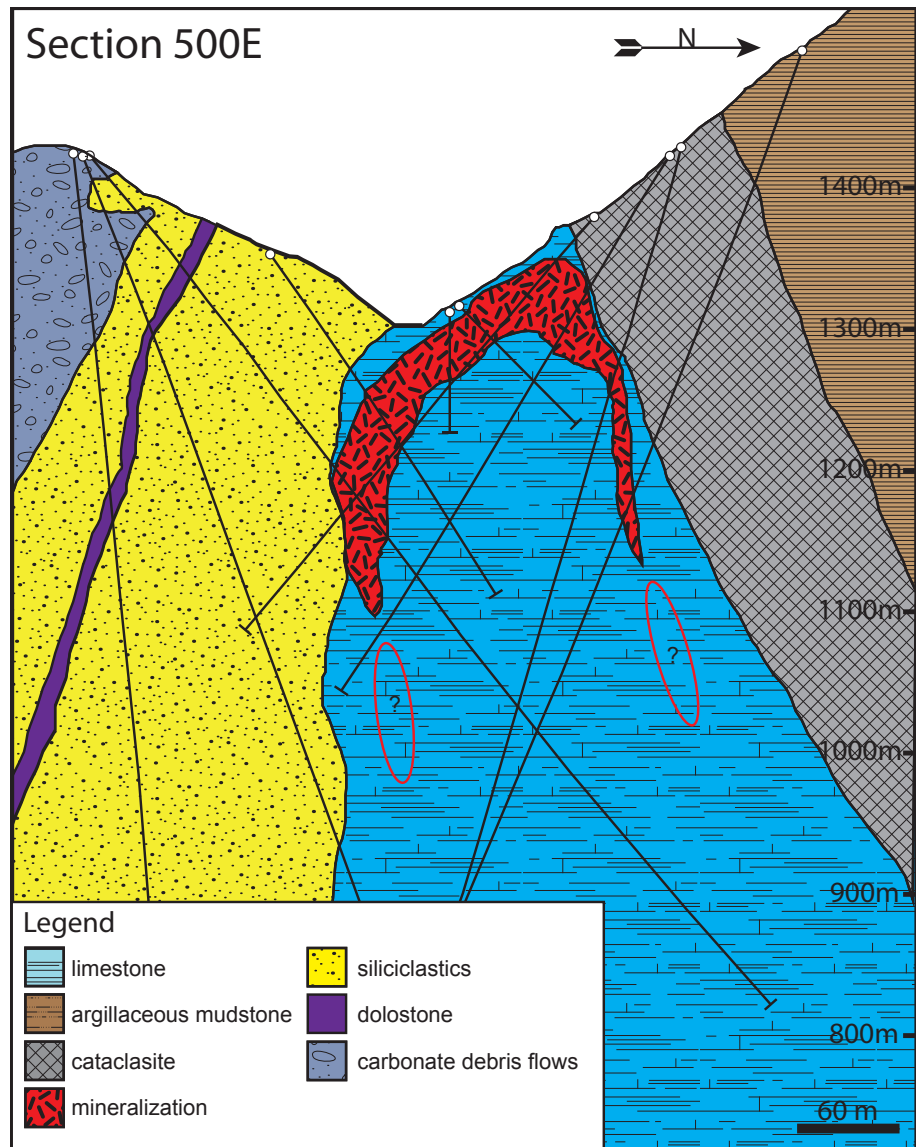 Section 500E
N
1400m
1300m
1200m
1100m
?
?
1000m
900m
800m
60 m
Legend
limestone
argillaceous mudstone
cataclasite
mineralization
siliciclastics
dolostone
carbonate debris flows